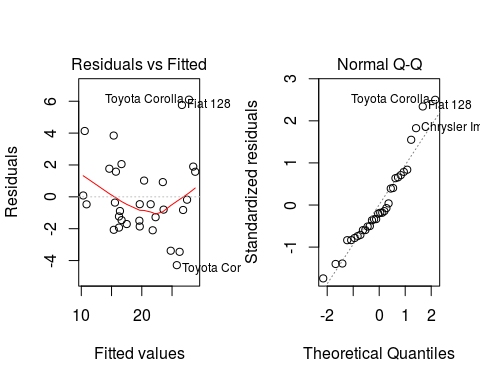 Residuals vs Fitted
Residuals
Fitted values
6
4
2
0
-2
-4
10
20
Toyota Corolla
Fiat 128
Toyota Cor
Normal Q-Q
Standardized residuals
Theoretical Quantiles
3
2
1
0
-1
-2
0
1
2
Toyota Corolla
Fiat 128
Chrysler Im